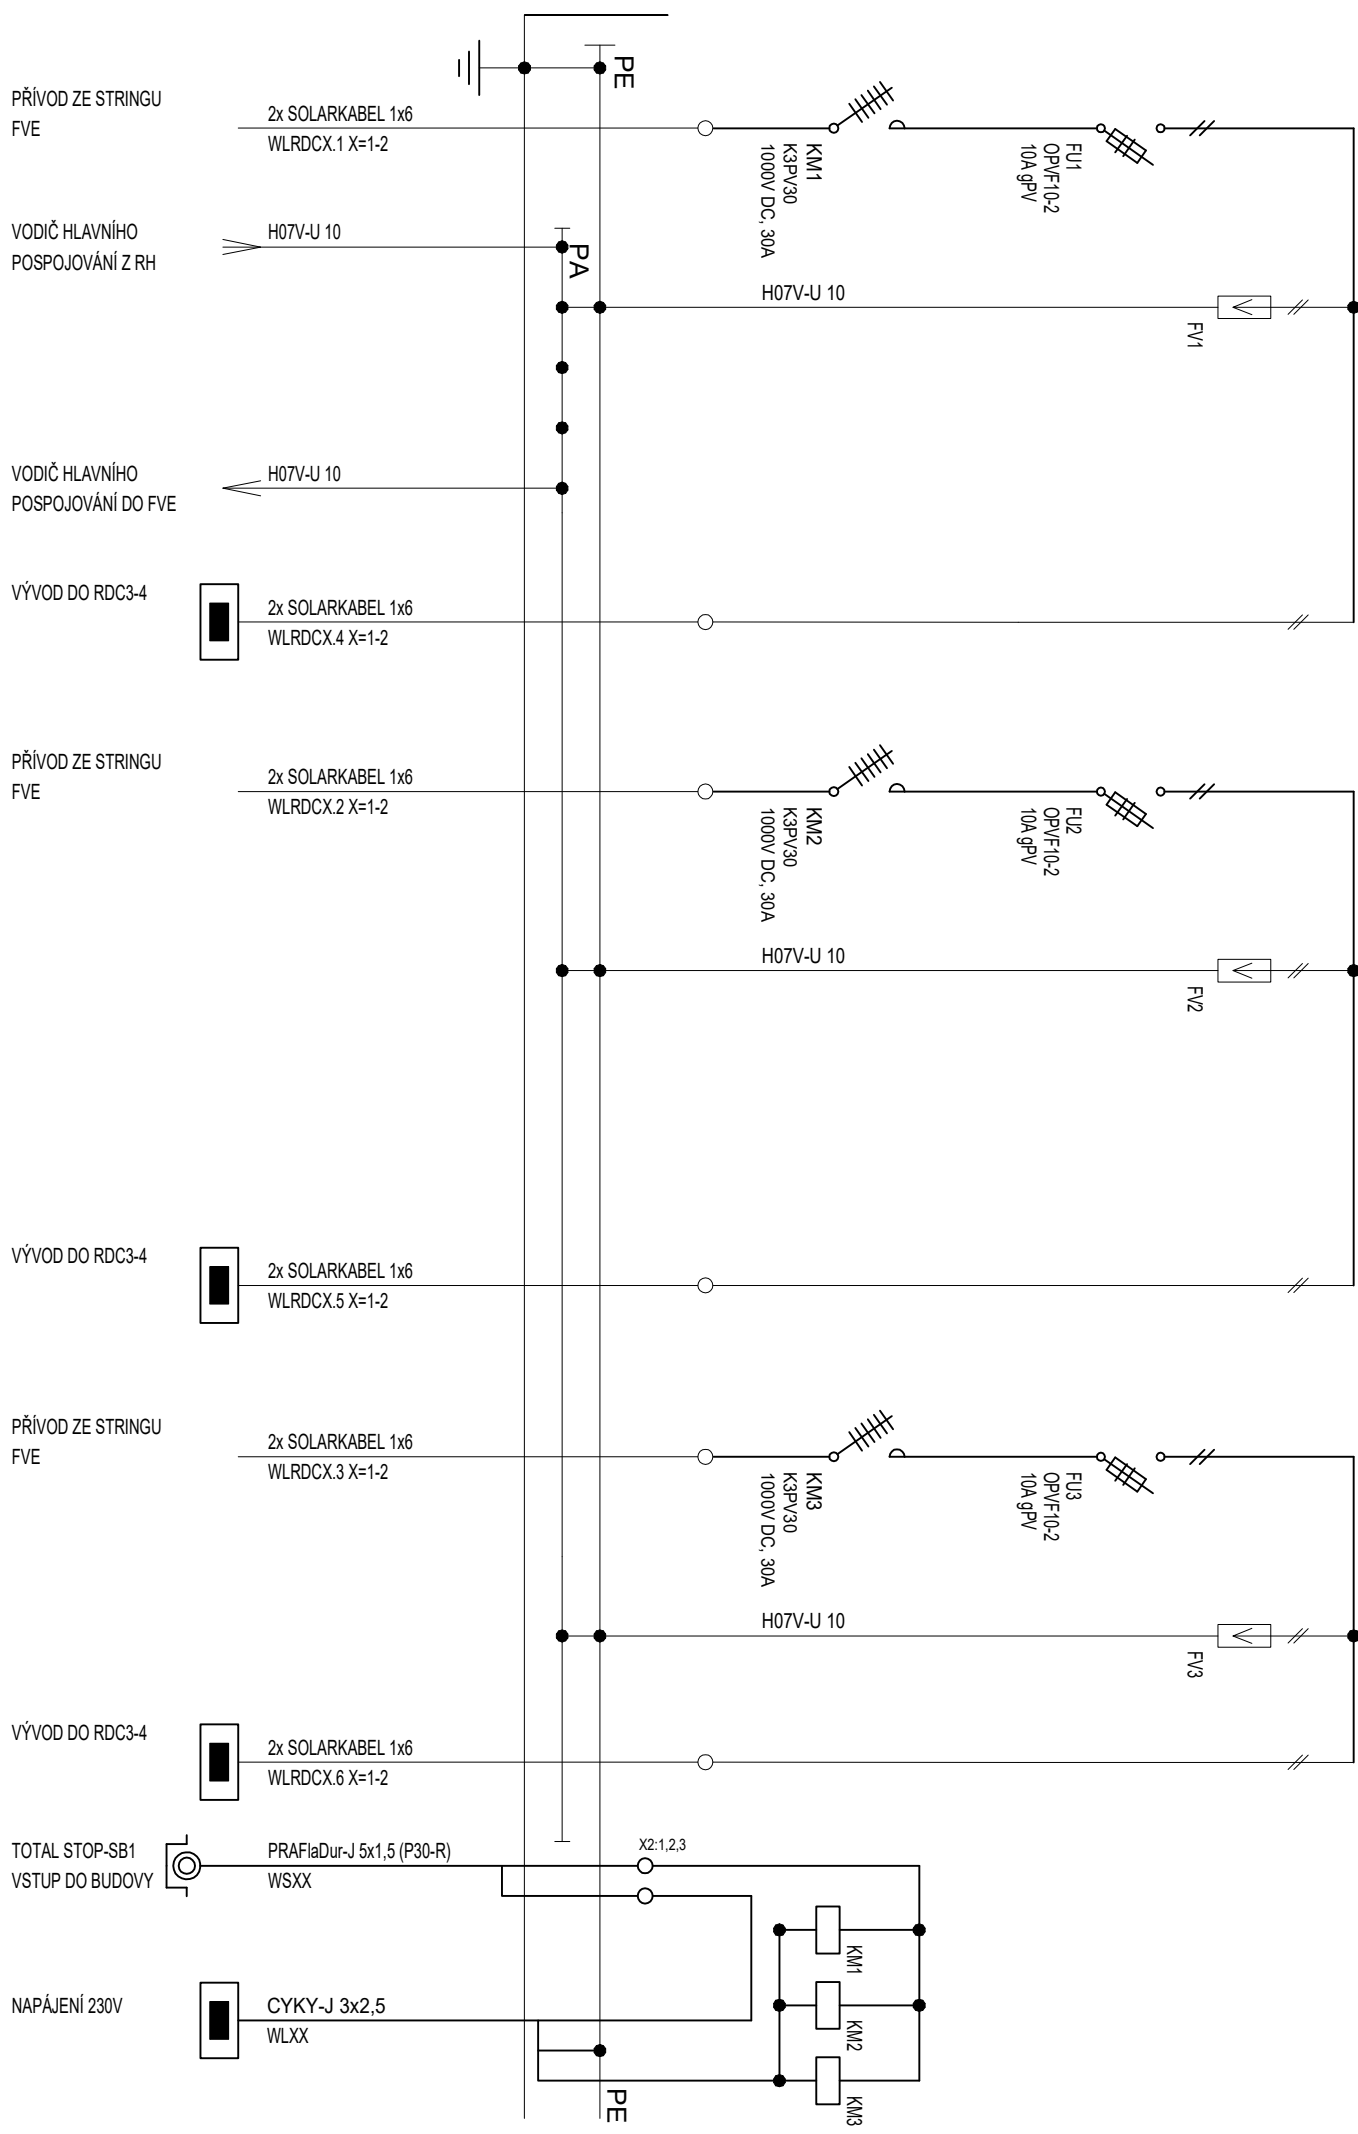 PE
PŘÍVOD ZE STRINGU
FVE
2x SOLARKABEL 1x6
WLRDCX.1 X=1-2
KM1
K3PV30
1000V DC, 30A
FU1
OPVF10-2
10A gPV
VODIČ HLAVNÍHO
POSPOJOVÁNÍ Z RH
H07V-U 10
PA
H07V-U 10
FV1
VODIČ HLAVNÍHO
POSPOJOVÁNÍ DO FVE
H07V-U 10
VÝVOD DO RDC3-4
2x SOLARKABEL 1x6
WLRDCX.4 X=1-2
PŘÍVOD ZE STRINGU
FVE
2x SOLARKABEL 1x6
WLRDCX.2 X=1-2
KM2
K3PV30
1000V DC, 30A
FU2
OPVF10-2
10A gPV
H07V-U 10
FV2
VÝVOD DO RDC3-4
2x SOLARKABEL 1x6
WLRDCX.5 X=1-2
PŘÍVOD ZE STRINGU
FVE
2x SOLARKABEL 1x6
WLRDCX.3 X=1-2
KM3
K3PV30
1000V DC, 30A
FU3
OPVF10-2
10A gPV
H07V-U 10
FV3
VÝVOD DO RDC3-4
2x SOLARKABEL 1x6
WLRDCX.6 X=1-2
TOTAL STOP-SB1
VSTUP DO BUDOVY
PRAFlaDur-J 5x1,5 (P30-R)
WSXX
X2:1,2,3
KM1
NAPÁJENÍ 230V
CYKY-J 3x2,5
WLXX
KM2
KM3
PE